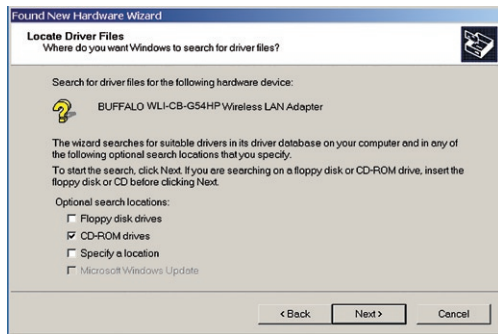 Found New Hardware Wizard
Locate Driver Files
Where do you want Windows to search for driver files?
Search for driver files for the following hardware device:
BUFFALO WLI-CB-G54HP Wireless LAN Adapter
The wizard searches for suitable drivers in its driver database on your computer and in any of
the following optional search locations that you specify.
To start the search, click Next. If you are searching on a floppy disk or CD-ROM drive, insert the
floppy disk or CD before clicking Next.
Optional search locations:
Floppy disk drives
CD-ROM drives
Specify a location
Microsoft Windows Update
< Back
Next >
Cancel